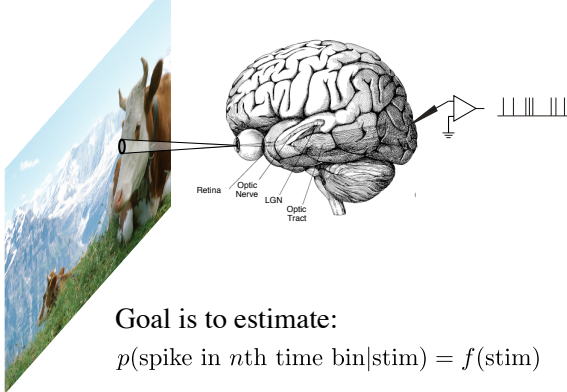 Retina
Optic
Nerve
LGN
Optic
Tract
Goal is to estimate:
p(spike in nth time bin|stim) = f(stim)